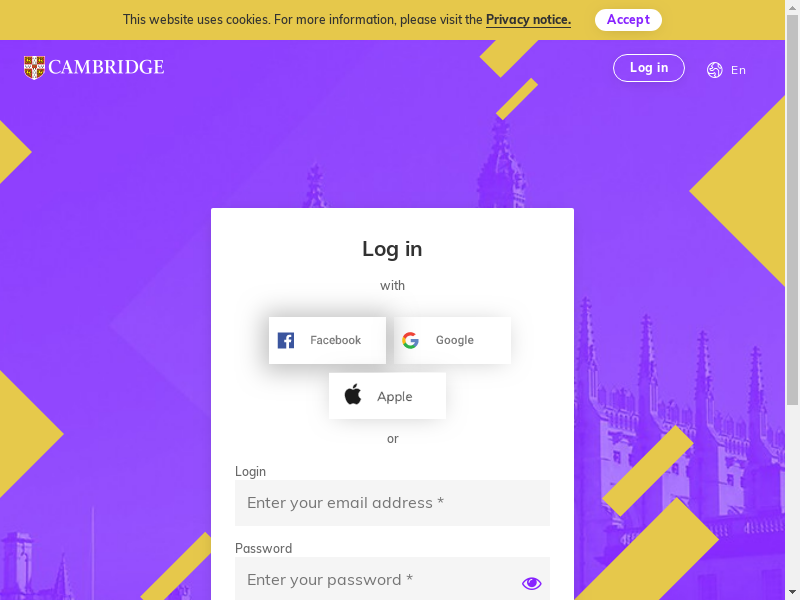 This website uses cookies. For more information, please visit the Privacy notice. Accept
CAMBRIDGE
Log in
En
Log in
with
Facebook
Google
Apple
or
Login
Enter your email address *
Password
Enter your password *